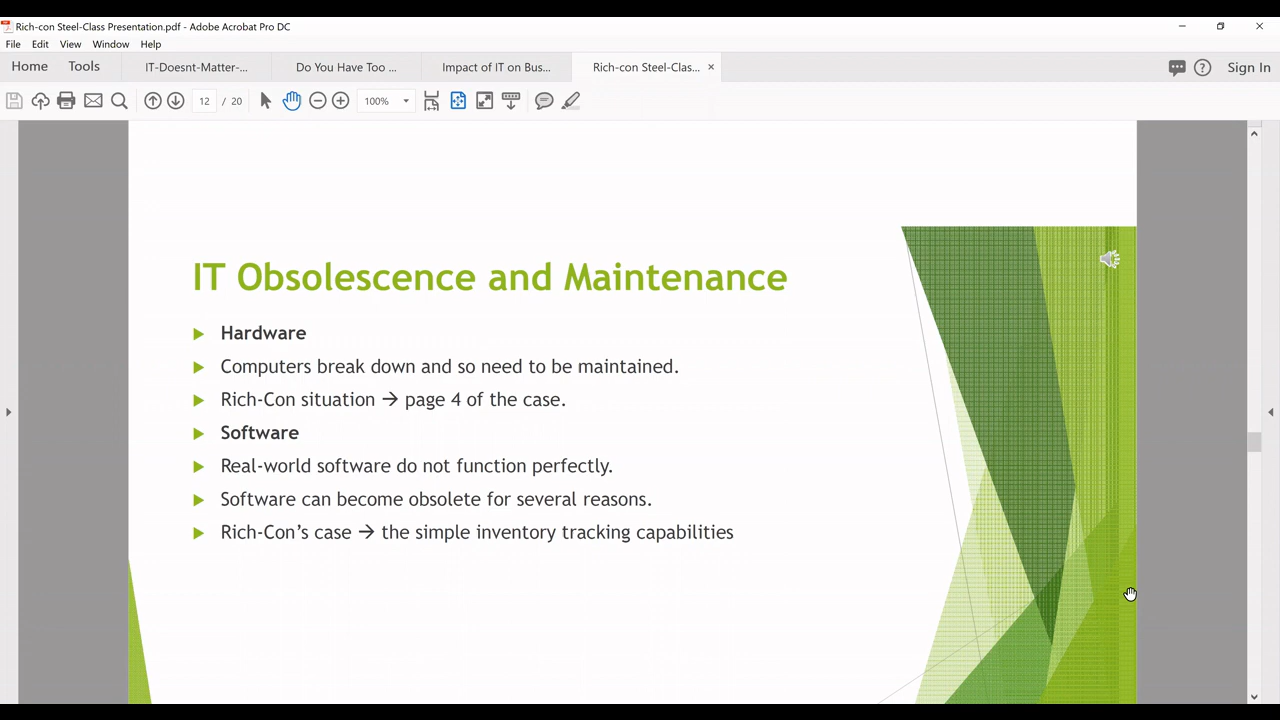 Rich-con Steel-Class Presentation.pdf - Adobe Acrobat Pro DC
File Edit View Window Help
Home Tools IT-Doesnt-Matter-... Do You Have Too ... Impact of IT on Bus... Rich-con Steel-Clas... × Sign In
12 / 20 100%
IT Obsolescence and Maintenance
Hardware
Computers break down and so need to be maintained.
Rich-Con situation → page 4 of the case.
Software
Real-world software do not function perfectly.
Software can become obsolete for several reasons.
Rich-Con’s case → the simple inventory tracking capabilities